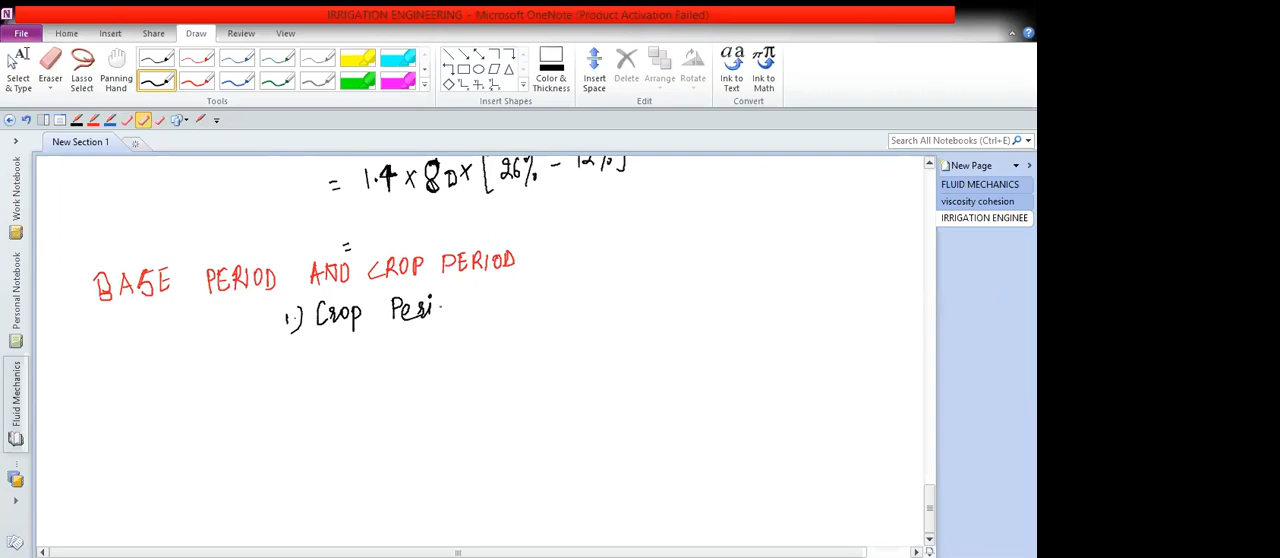 IRRIGATION ENGINEERING - Microsoft OneNote (Product Activation Failed)
File Home Insert Share Draw Review View
Select & Type Eraser Lasso Select Panning Hand Color & Thickness Insert Space Delete Arrange Rotate Ink to Text Ink to Math
Tools Insert Shapes Edit Convert
New Section 1 Search All Notebooks (Ctrl+E)
New Page
FLUID MECHANICS
viscosity cohesion
IRRIGATION ENGINEE
Work Notebook
Personal Notebook
Fluid Mechanics
= 1.4 × 80 × [26% - 12%]
=
BASE PERIOD AND CROP PERIOD
1.) Crop Peri